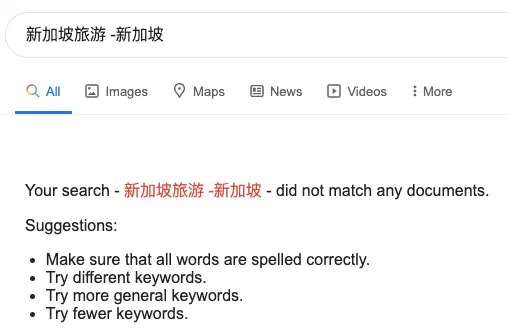 新加坡旅游 -新加坡
All Images Maps News Videos More
Your search - 新加坡旅游 -新加坡 - did not match any documents.
Suggestions:
• Make sure that all words are spelled correctly.
• Try different keywords.
• Try more general keywords.
• Try fewer keywords.